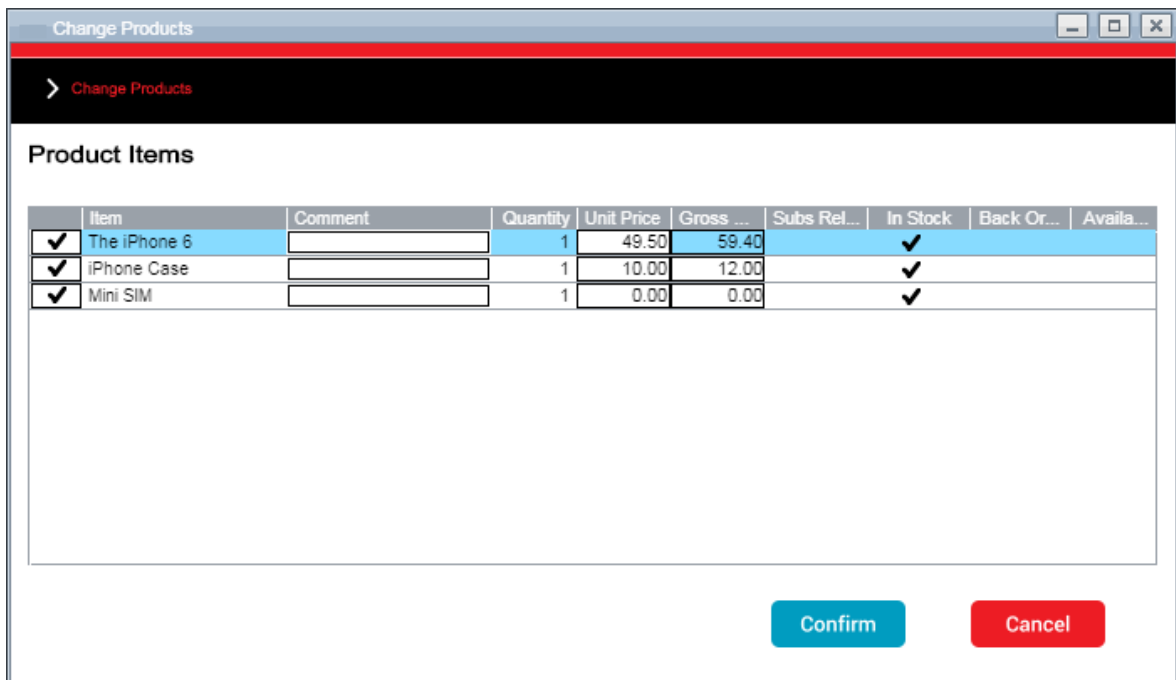 Change Products
Change Products
Product Items
Item Comment Quantity Unit Price Gross ... Subs Rel... In Stock Back Or... Availa...
The iPhone 6 1 49.50 59.40
iPhone Case 1 10.00 12.00
Mini SIM 1 0.00 0.00
Confirm Cancel